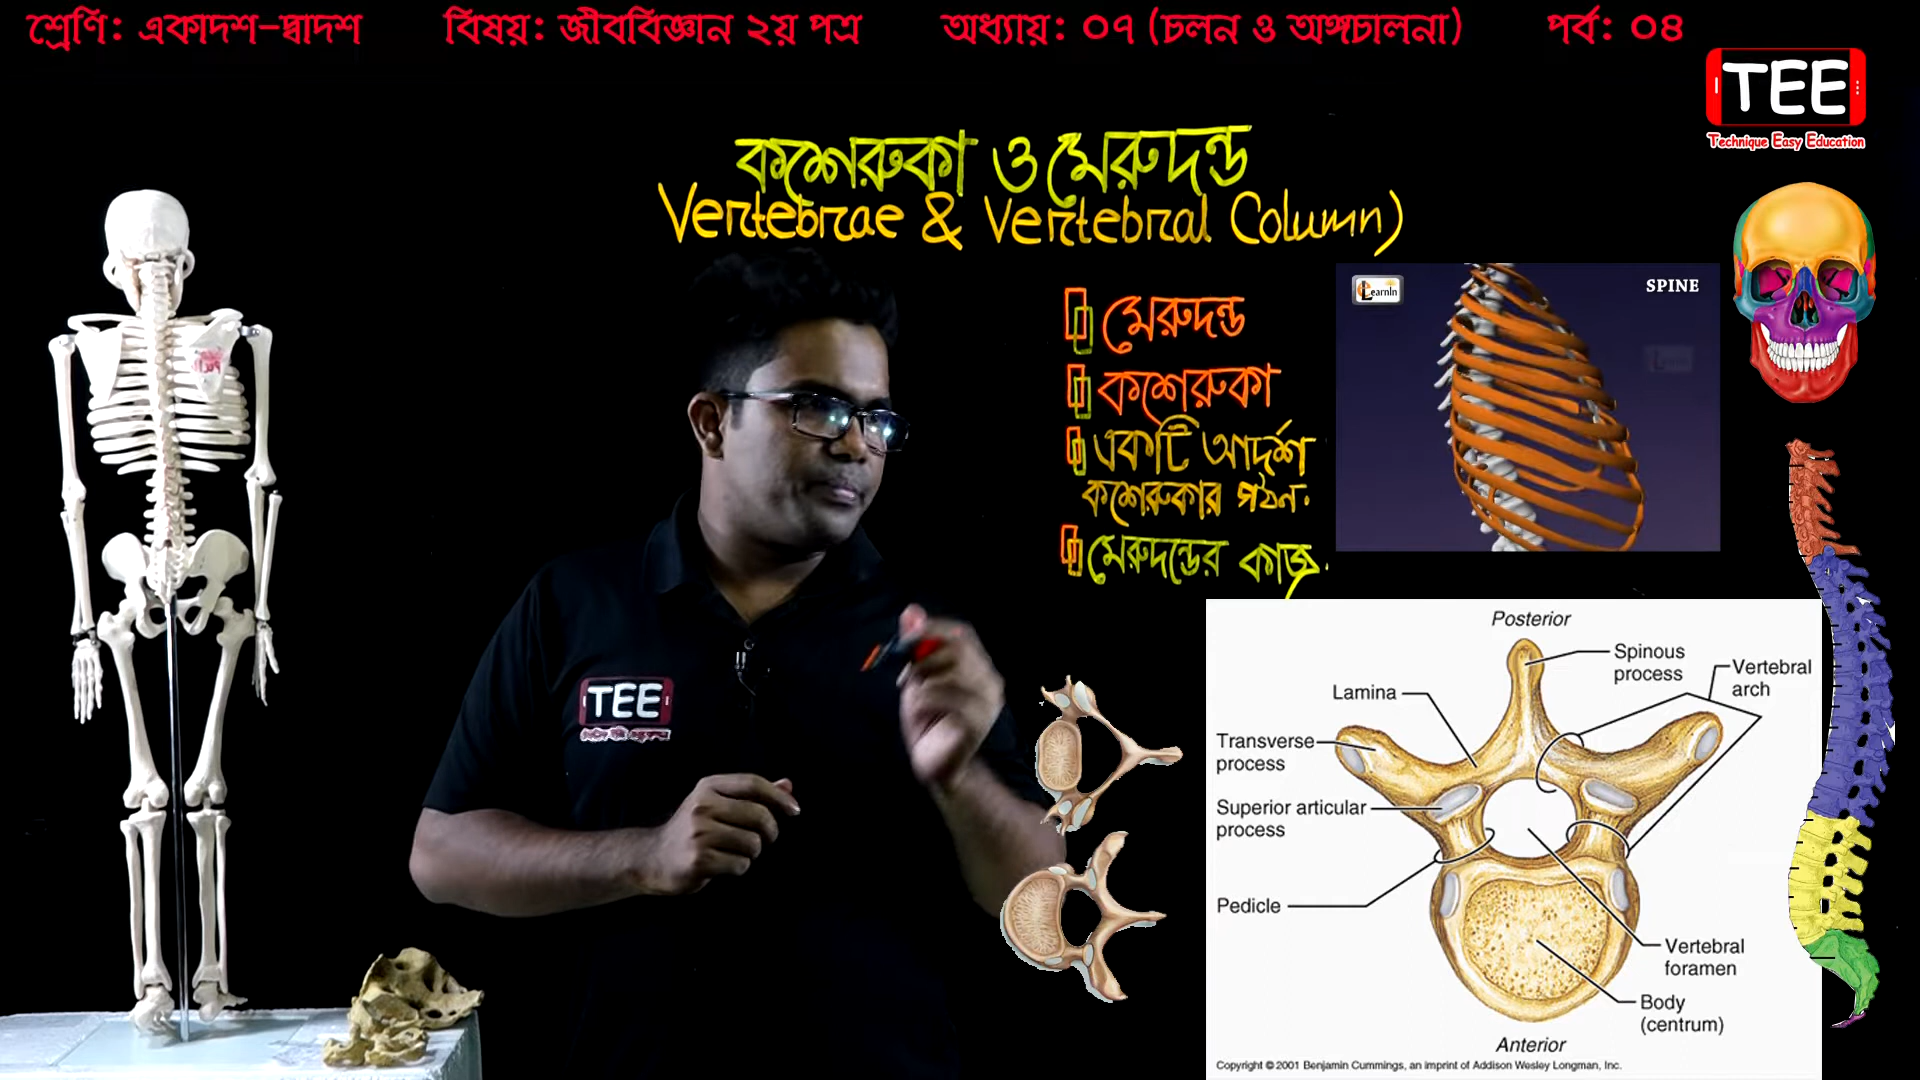 শ্রেণি: একাদশ-দ্বাদশ বিষয়: জীববিজ্ঞান ২য় পত্র অধ্যায়: ০৭ (চলন ও অঙ্গচালনা) পর্ব: ০৪
TEE
Technique Easy Education
কশেরুকা ও মেরুদন্ড
Vertebrae & Vertebral Column)
মেরুদন্ড
কশেরুকা
একটি আদর্শ
কশেরুকার গঠন।
মেরুদন্ডের কাজ।
LearnIn
SPINE
TEE
Posterior
Spinous
process
Vertebral
arch
Lamina
Transverse
process
Superior articular
process
Pedicle
Vertebral
foramen
Body
(centrum)
Anterior
Copyright © 2001 Benjamin Cummings, an imprint of Addison Wesley Longman, Inc.